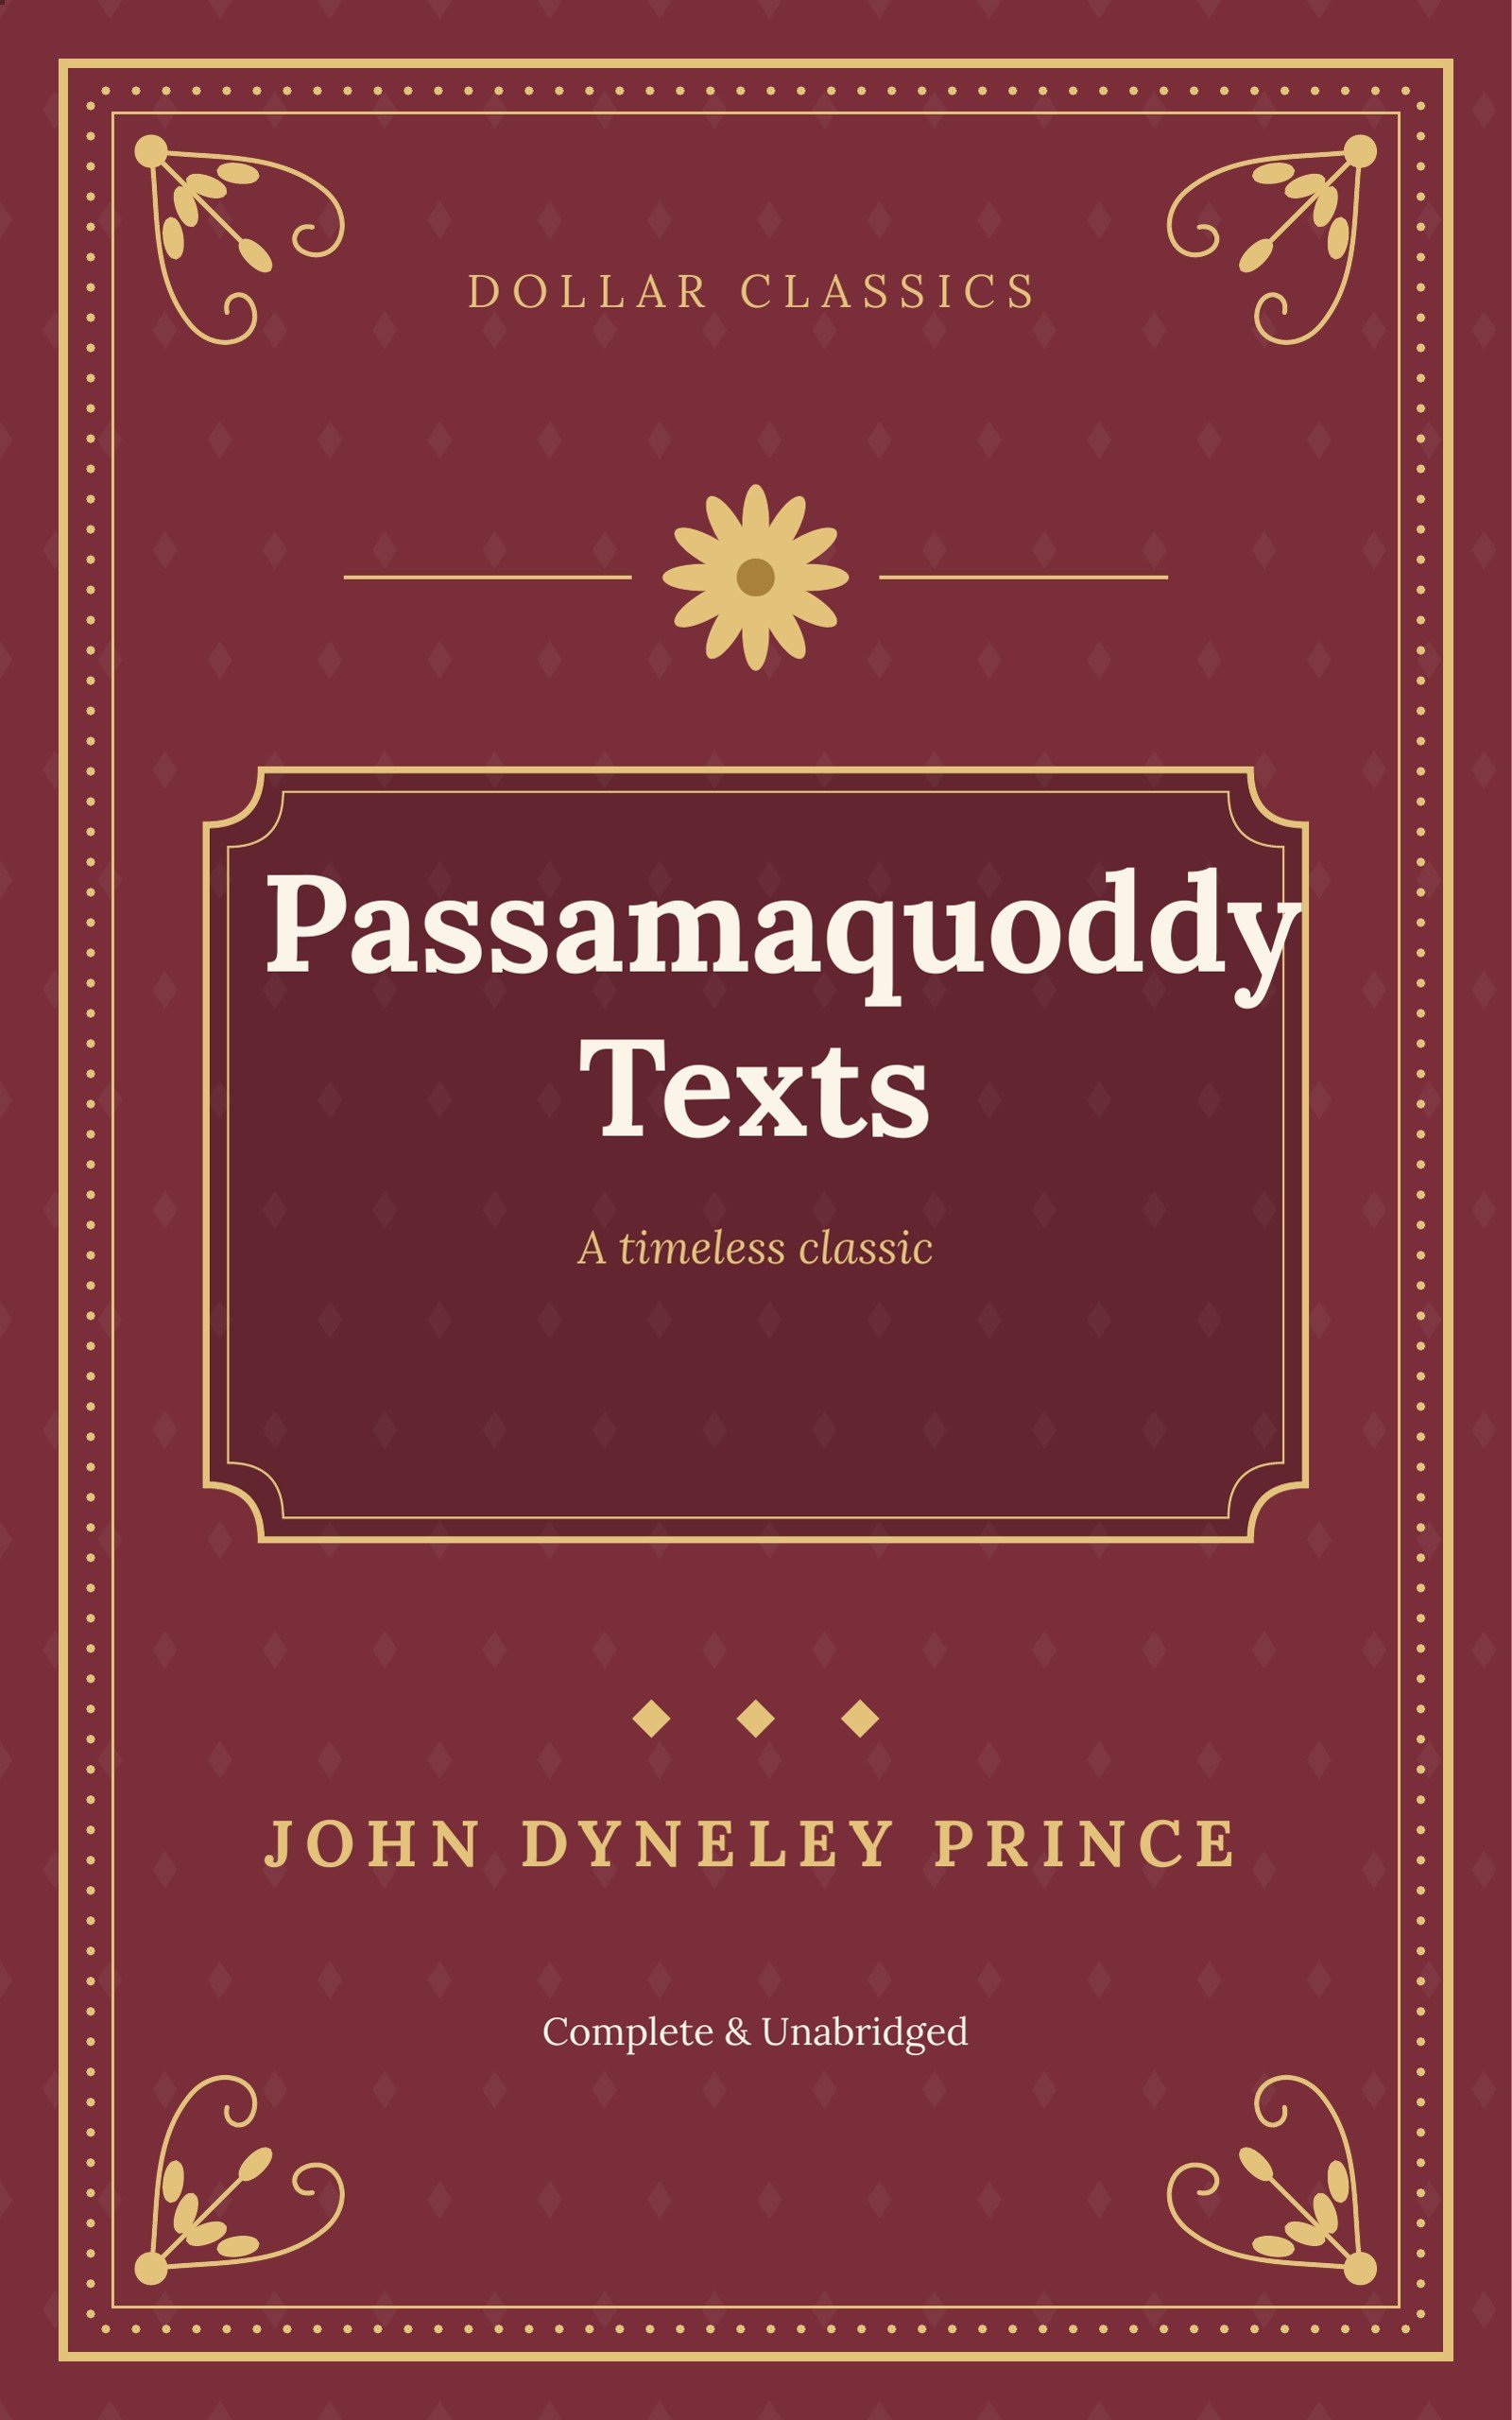 DOLLAR CLASSICS
Passamaquoddy
Texts
A timeless classic
JOHN DYNELEY PRINCE
Complete & Unabridged